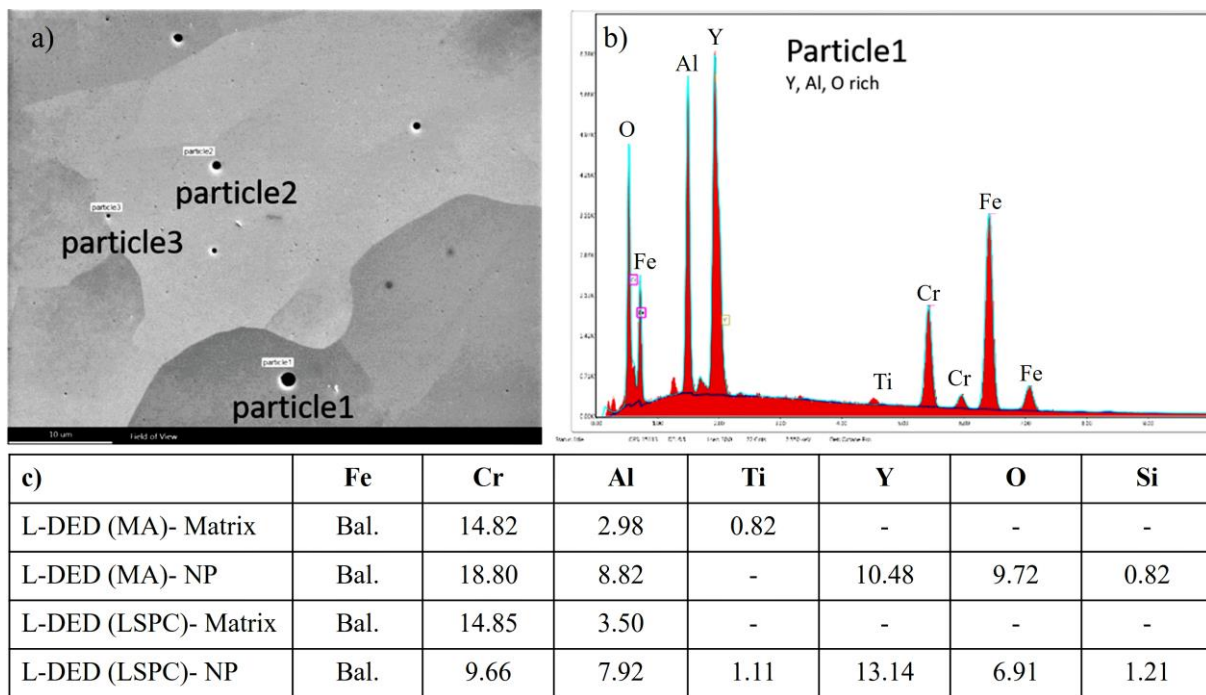 a)
particle2
particle2
particle3
particle3
particle1
particle1
10 um Field of View
b)
Particle1
Y, Al, O rich
Y
Al
O
Fe
Fe
Cr
Ti
Cr
Fe
c) Fe Cr Al Ti Y O Si
L-DED (MA)- Matrix Bal. 14.82 2.98 0.82 - - -
L-DED (MA)- NP Bal. 18.80 8.82 - 10.48 9.72 0.82
L-DED (LSPC)- Matrix Bal. 14.85 3.50 - - - -
L-DED (LSPC)- NP Bal. 9.66 7.92 1.11 13.14 6.91 1.21